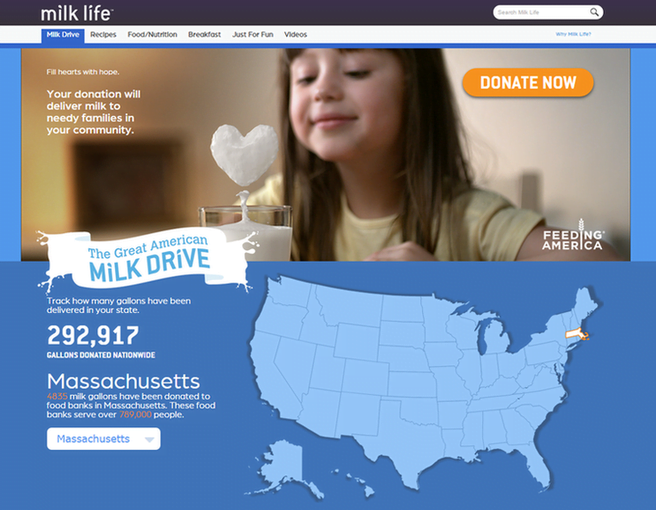 milk life™
Search Milk Life
Milk Drive Recipes Food/Nutrition Breakfast Just For Fun Videos
Why Milk Life?
Fill hearts with hope.
Your donation will
deliver milk to
needy families in
your community.
DONATE NOW
FEEDING®
AMERICA
The Great American
MiLK DRiVE
Track how many gallons have been
delivered in your state.
292,917
GALLONS DONATED NATIONWIDE
Massachusetts
4835 milk gallons have been donated to
food banks in Massachusetts. These food
banks serve over 789,000 people.
Massachusetts